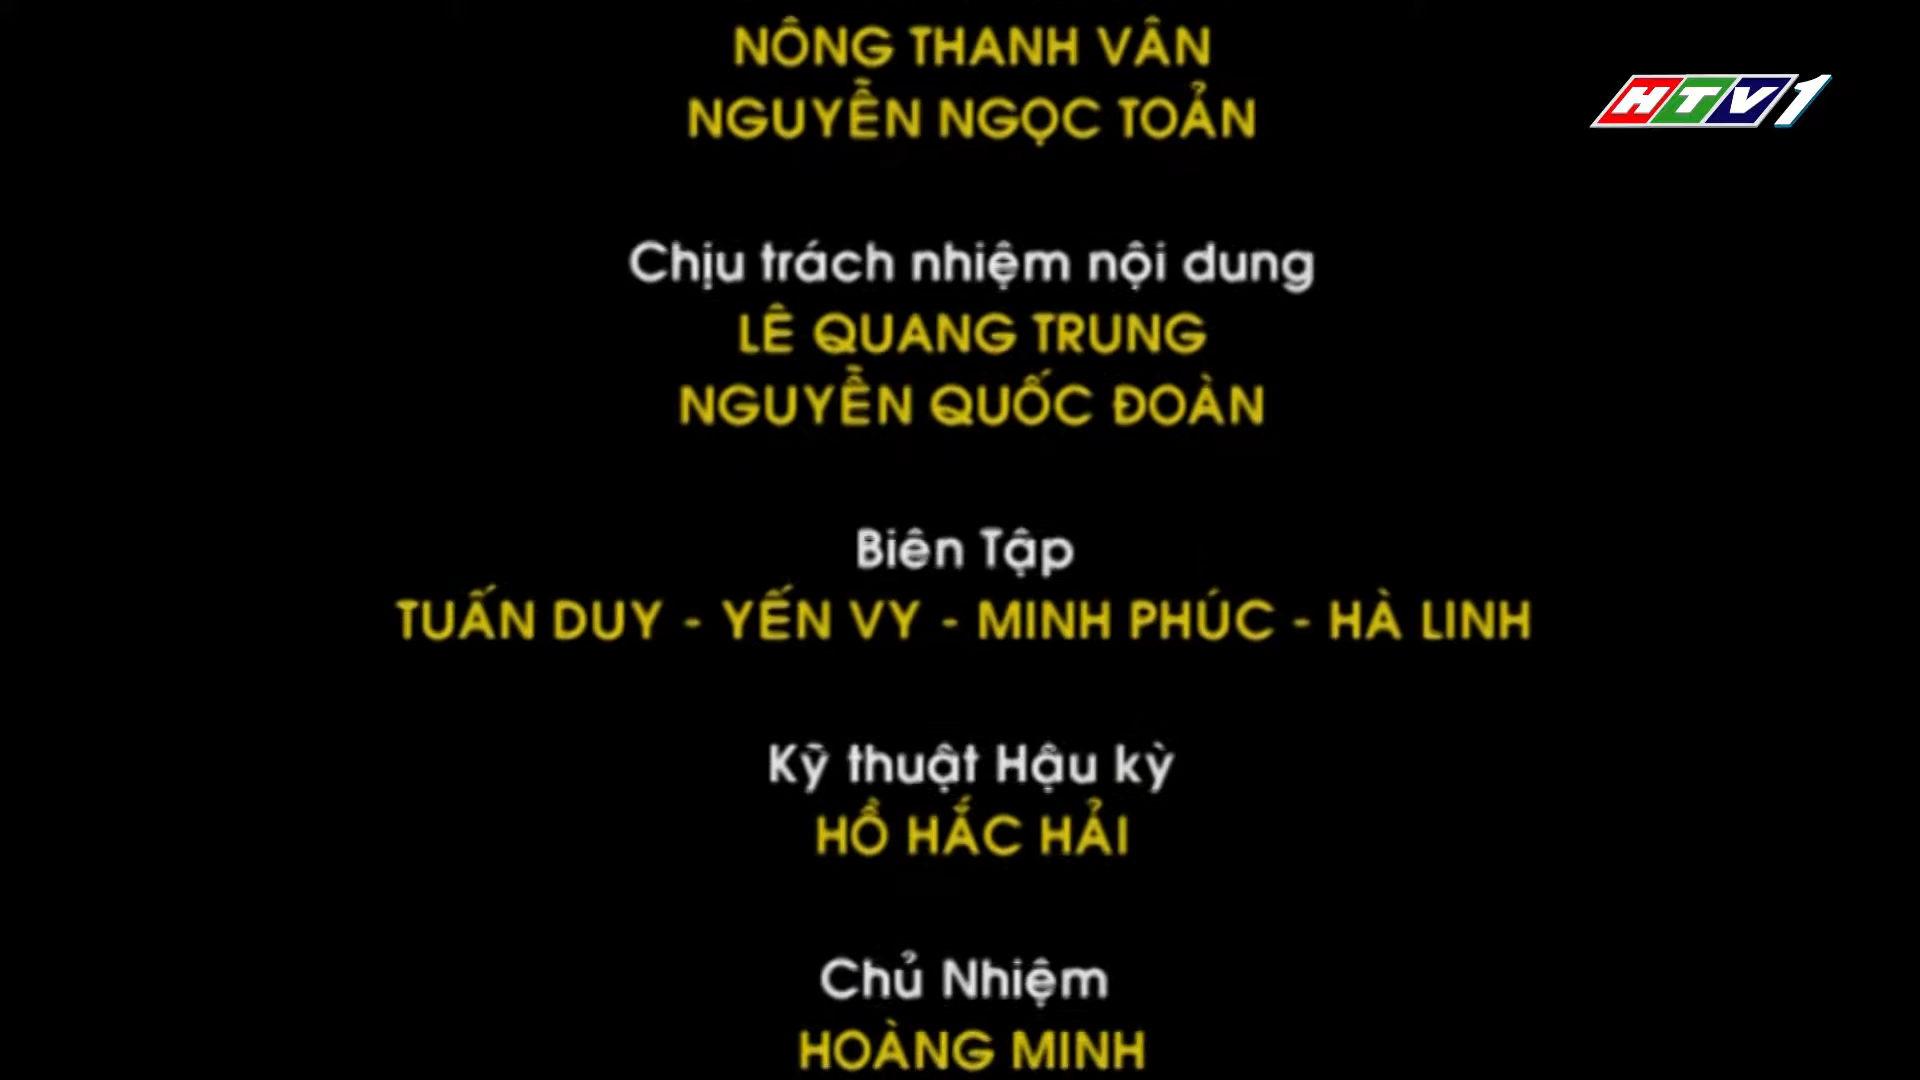 NÔNG THANH VÂN
HTV1
NGUYỄN NGỌC TOẢN
Chịu trách nhiệm nội dung
LÊ QUANG TRUNG
NGUYỄN QUỐC ĐOÀN
Biên Tập
TUẤN DUY - YẾN VY - MINH PHÚC - HÀ LINH
Kỹ thuật Hậu kỳ
HỒ HẮC HẢI
Chủ Nhiệm
HOÀNG MINH